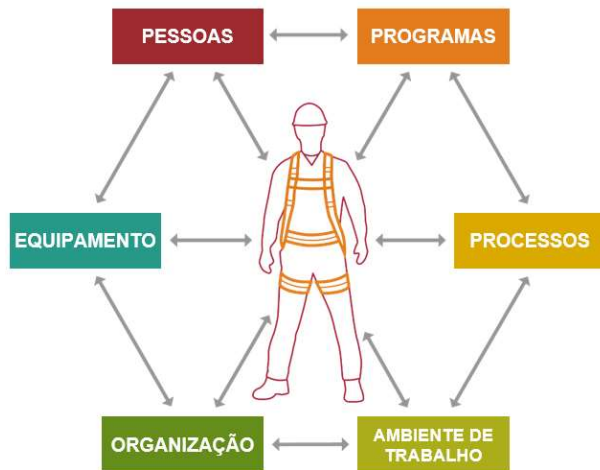 PESSOAS
PROGRAMAS
EQUIPAMENTO
PROCESSOS
ORGANIZAÇÃO
AMBIENTE DE
TRABALHO